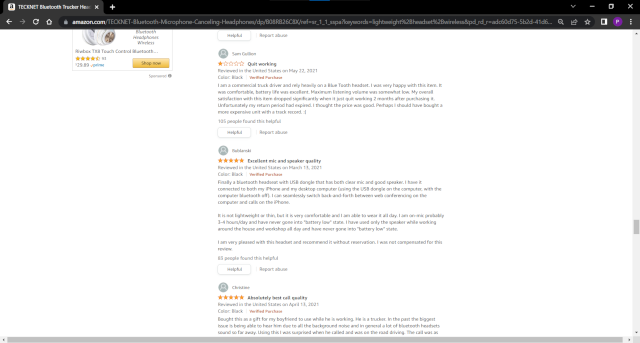 TECKNET Bluetooth Trucker Hea
amazon.com/TECKNET-Bluetooth-Microphone-Canceling-Headphones/dp/B08RB26C8X/ref=sr_1_1_sspa?keywords=lightweight%2Bheadset%2Bwireless&pd_rd_r=
P
Bluetooth
Headphones
Wireless
Riwbox TX8 Touch Control Bluetooth...
Shop now
Sponsored
Helpful | Report abuse
Sam Gullion
Quit working
Reviewed in the United States on May 22, 2021
Color: Black | Verified Purchase
I am a commercial truck driver and rely heavily on a Blue Tooth headset. I was very happy with this item. It
was comfortable, battery life was excellent. Maximum listening volume was somewhat low. My overall
satisfaction with this item dropped significantly when it just quit working 2 months after purchasing it.
Unfortunately my return period had expired. I thought the price was good. Perhaps I should have bought a
more expensive unit with a track record. :(
105 people found this helpful
Helpful | Report abuse
Excellent mic and speaker quality
Reviewed in the United States on March 13, 2021
Color: Black | Verified Purchase
Finally a bluetooth headseat with USB dongle that has both clear mic and good speaker. I have it
connected to both my iPhone and my desktop computer (using the USB dongle on the computer, with the
computer bluetooth off). I can seamlessly switch back-and-forth between web conferencing on the
computer and calls on the iPhone.
It is not lightweight or thin, but it is very comfortable and I am able to wear it all day. I am on mic probably
3-4 hours/day and have never gone into "battery low" state. I have used only the speaker while working
around the house and workshop all day and have never gone into "battery low" state.
I am very pleased with this headset and recommend it without reservation. I was not compensated for this
review
65 people found this helpful
Helpful | Report abuse
Christine
Absolutely best call quality
Reviewed in the United States on April 13, 2021
Color: Black | Verified Purchase
Bought this as a gift for my boyfriend to use while he is working. He is a trucker. In the past the biggest
issue is being able to hear him due to all the background noise and in general a lot of bluetooth headsets
sound so far away. Using this I was surprised when he called and was on the road driving. The call was as